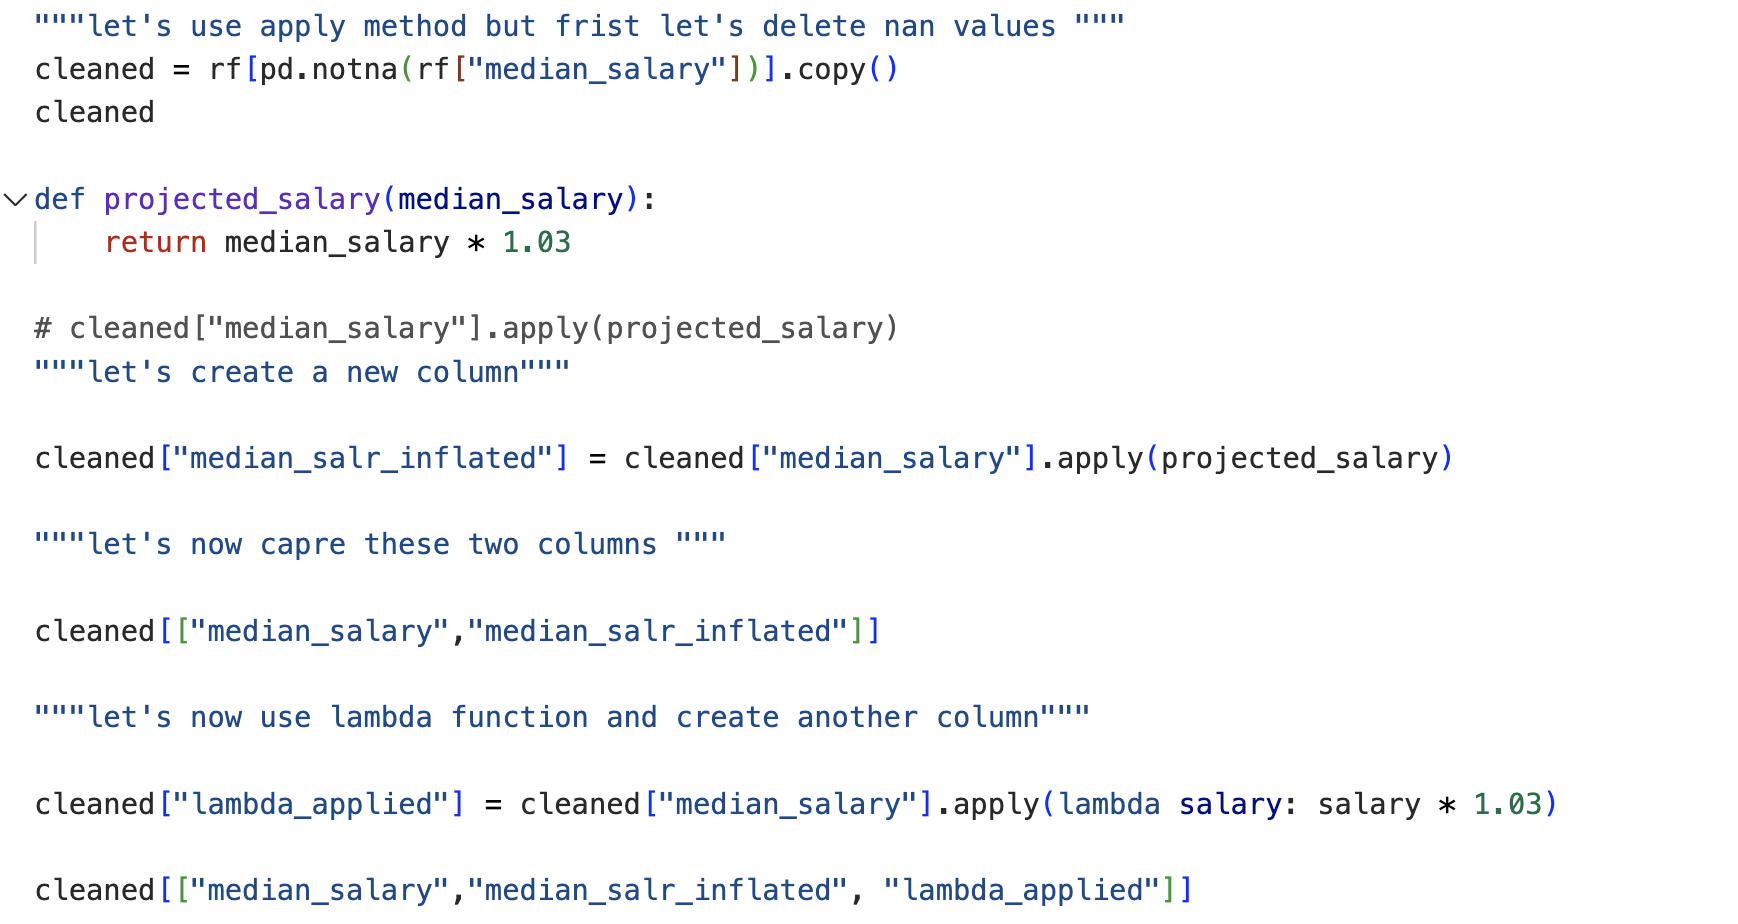 """let's use apply method but frist let's delete nan values """
cleaned = rf[pd.notna(rf["median_salary"])].copy()
cleaned
def projected_salary(median_salary):
    return median_salary * 1.03
# cleaned["median_salary"].apply(projected_salary)
"""let's create a new column"""
cleaned["median_salr_inflated"] = cleaned["median_salary"].apply(projected_salary)
"""let's now capre these two columns """
cleaned[["median_salary","median_salr_inflated"]]
"""let's now use lambda function and create another column"""
cleaned["lambda_applied"] = cleaned["median_salary"].apply(lambda salary: salary * 1.03)
cleaned[["median_salary","median_salr_inflated", "lambda_applied"]]